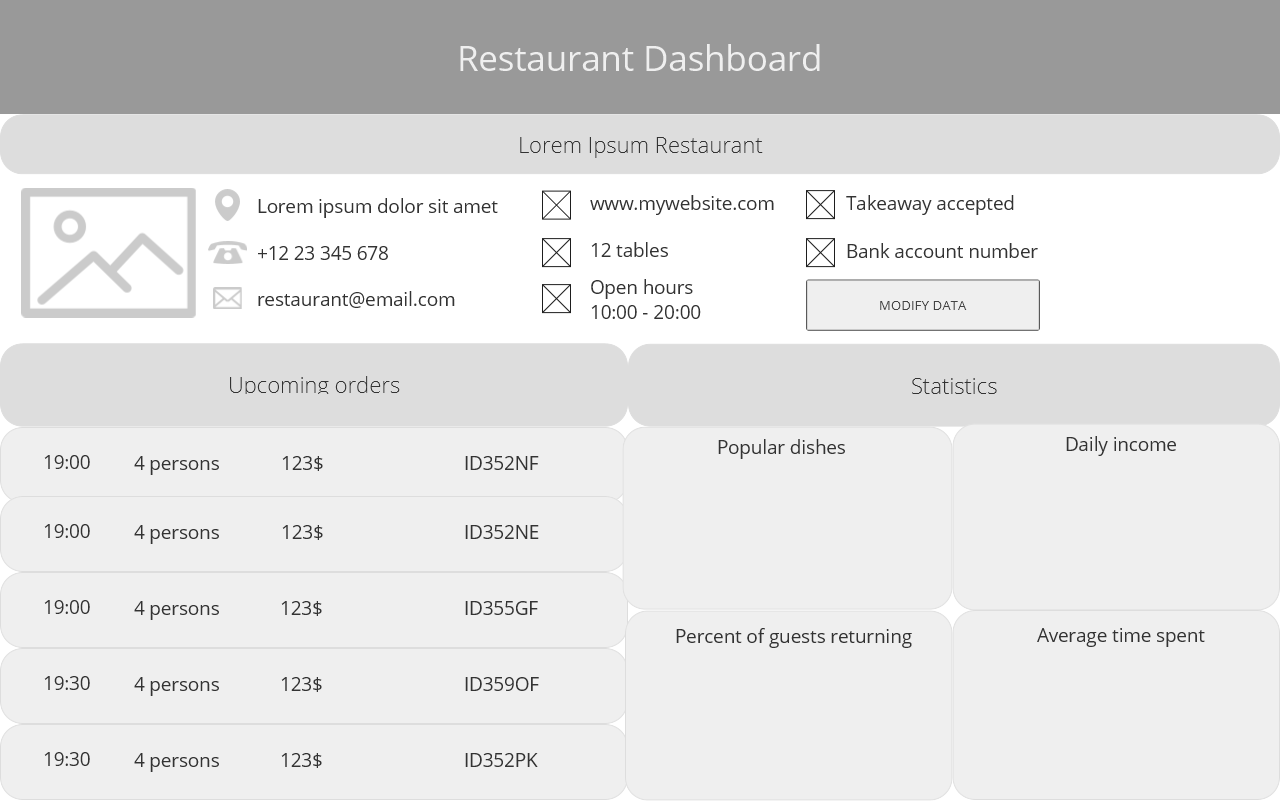 Restaurant Dashboard
Lorem Ipsum Restaurant
Lorem ipsum dolor sit amet
+12 23 345 678
restaurant@email.com
www.mywebsite.com
12 tables
Open hours
10:00 - 20:00
Takeaway accepted
Bank account number
MODIFY DATA
Upcoming orders
19:00 4 persons 123$ ID352NF
19:00 4 persons 123$ ID352NE
19:00 4 persons 123$ ID355GF
19:30 4 persons 123$ ID359OF
19:30 4 persons 123$ ID352PK
Statistics
Popular dishes
Daily income
Percent of guests returning
Average time spent